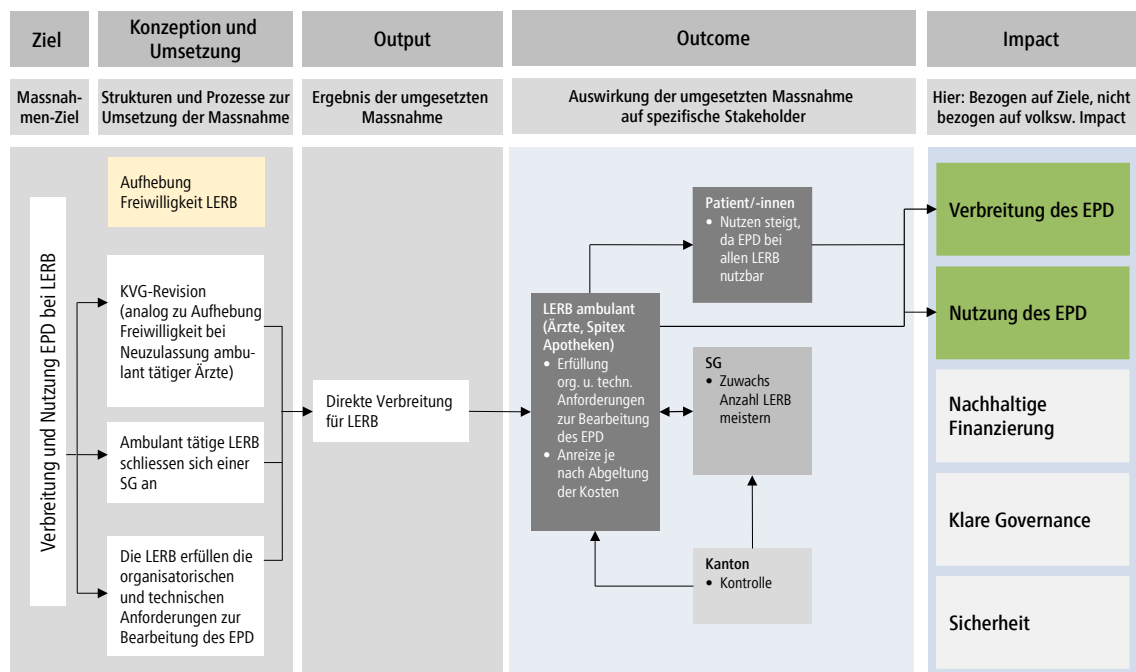 Ziel
Konzeption und
Umsetzung
Output
Outcome
Impact
Massnah-
men-Ziel
Strukturen und Prozesse zur
Umsetzung der Massnahme
Ergebnis der umgesetzten
Massnahme
Auswirkung der umgesetzten Massnahme
auf spezifische Stakeholder
Hier: Bezogen auf Ziele, nicht
bezogen auf volksw. Impact
Verbreitung und Nutzung EPD bei LERB
Aufhebung
Freiwilligkeit LERB
KVG-Revision
(analog zu Aufhebung
Freiwilligkeit bei
Neuzulassung ambu-
lant tätiger Ärzte)
Ambulant tätige LERB
schliessen sich einer
SG an
Die LERB erfüllen die
organisatorischen
und technischen
Anforderungen zur
Bearbeitung des EPD
Direkte Verbreitung
für LERB
LERB ambulant
(Ärzte, Spitex
Apotheken)
• Erfüllung
org. u. techn.
Anforderungen
zur Bearbeitung
des EPD
• Anreize je
nach Abgeltung
der Kosten
Patient/-innen
• Nutzen steigt,
da EPD bei
allen LERB
nutzbar
SG
• Zuwachs
Anzahl LERB
meistern
Kanton
• Kontrolle
Verbreitung des EPD
Nutzung des EPD
Nachhaltige
Finanzierung
Klare Governance
Sicherheit